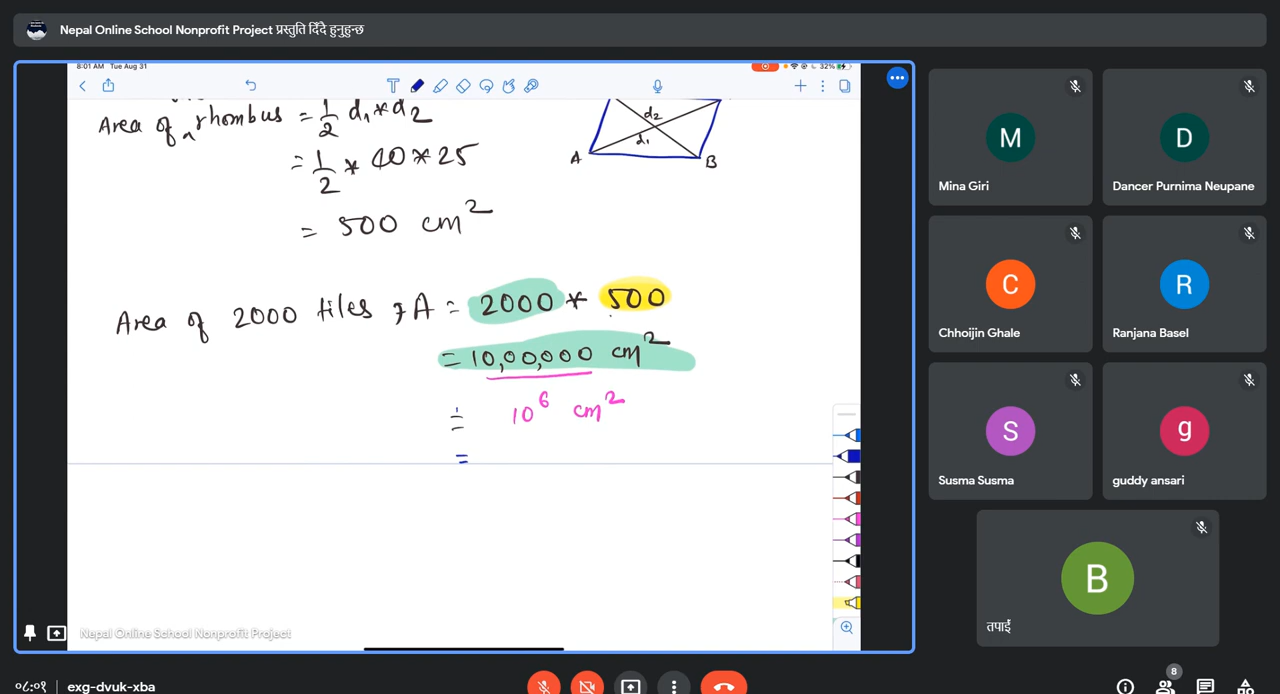 Nepal Online School Nonprofit Project प्रस्तुति दिँदै हुनुहुन्छ
8:01 AM Tue Aug 31
32%
Area of a rhombus = 1/2 d1 * d2
= 1/2 * 40 * 25
= 500 cm²
d2
d1
A
B
Area of 2000 tiles of A = 2000 * 500
= 10,00,000 cm²
= 10⁶ cm²
=
Nepal Online School Nonprofit Project
M
Mina Giri
D
Dancer Purnima Neupane
C
Chhoijin Ghale
R
Ranjana Basel
S
Susma Susma
g
guddy ansari
B
तपाईं
०८:०१ | exg-dvuk-xba
8